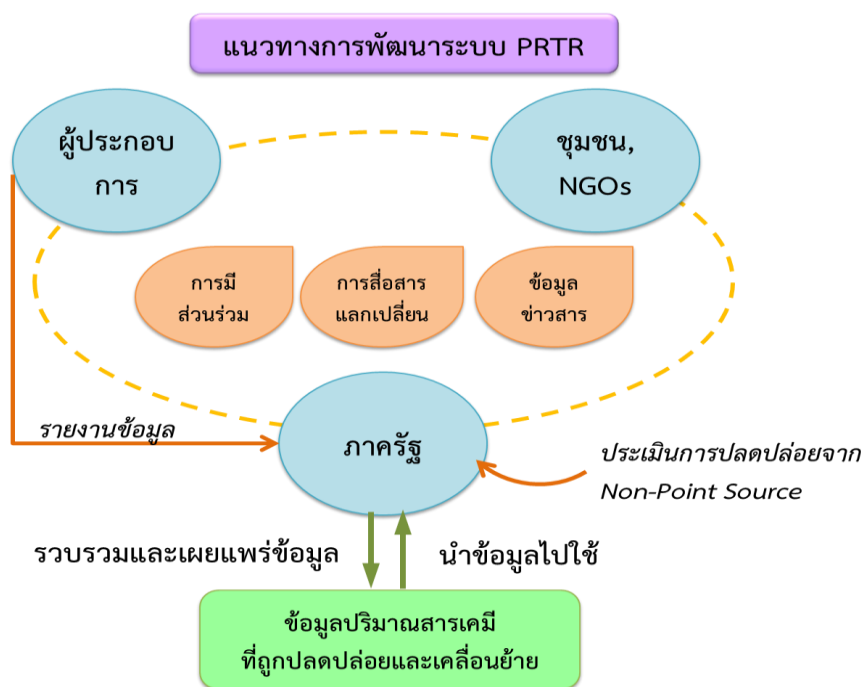 แนวทางการพัฒนาระบบ PRTR
ผู้ประกอบ
การ
ชุมชน,
NGOs
การมี
ส่วนร่วม
การสื่อสาร
แลกเปลี่ยน
ข้อมูล
ข่าวสาร
รายงานข้อมูล
ภาครัฐ
ประเมินการปลดปล่อยจาก
Non-Point Source
รวบรวมและเผยแพร่ข้อมูล
นำข้อมูลไปใช้
ข้อมูลปริมาณสารเคมี
ที่ถูกปลดปล่อยและเคลื่อนย้าย